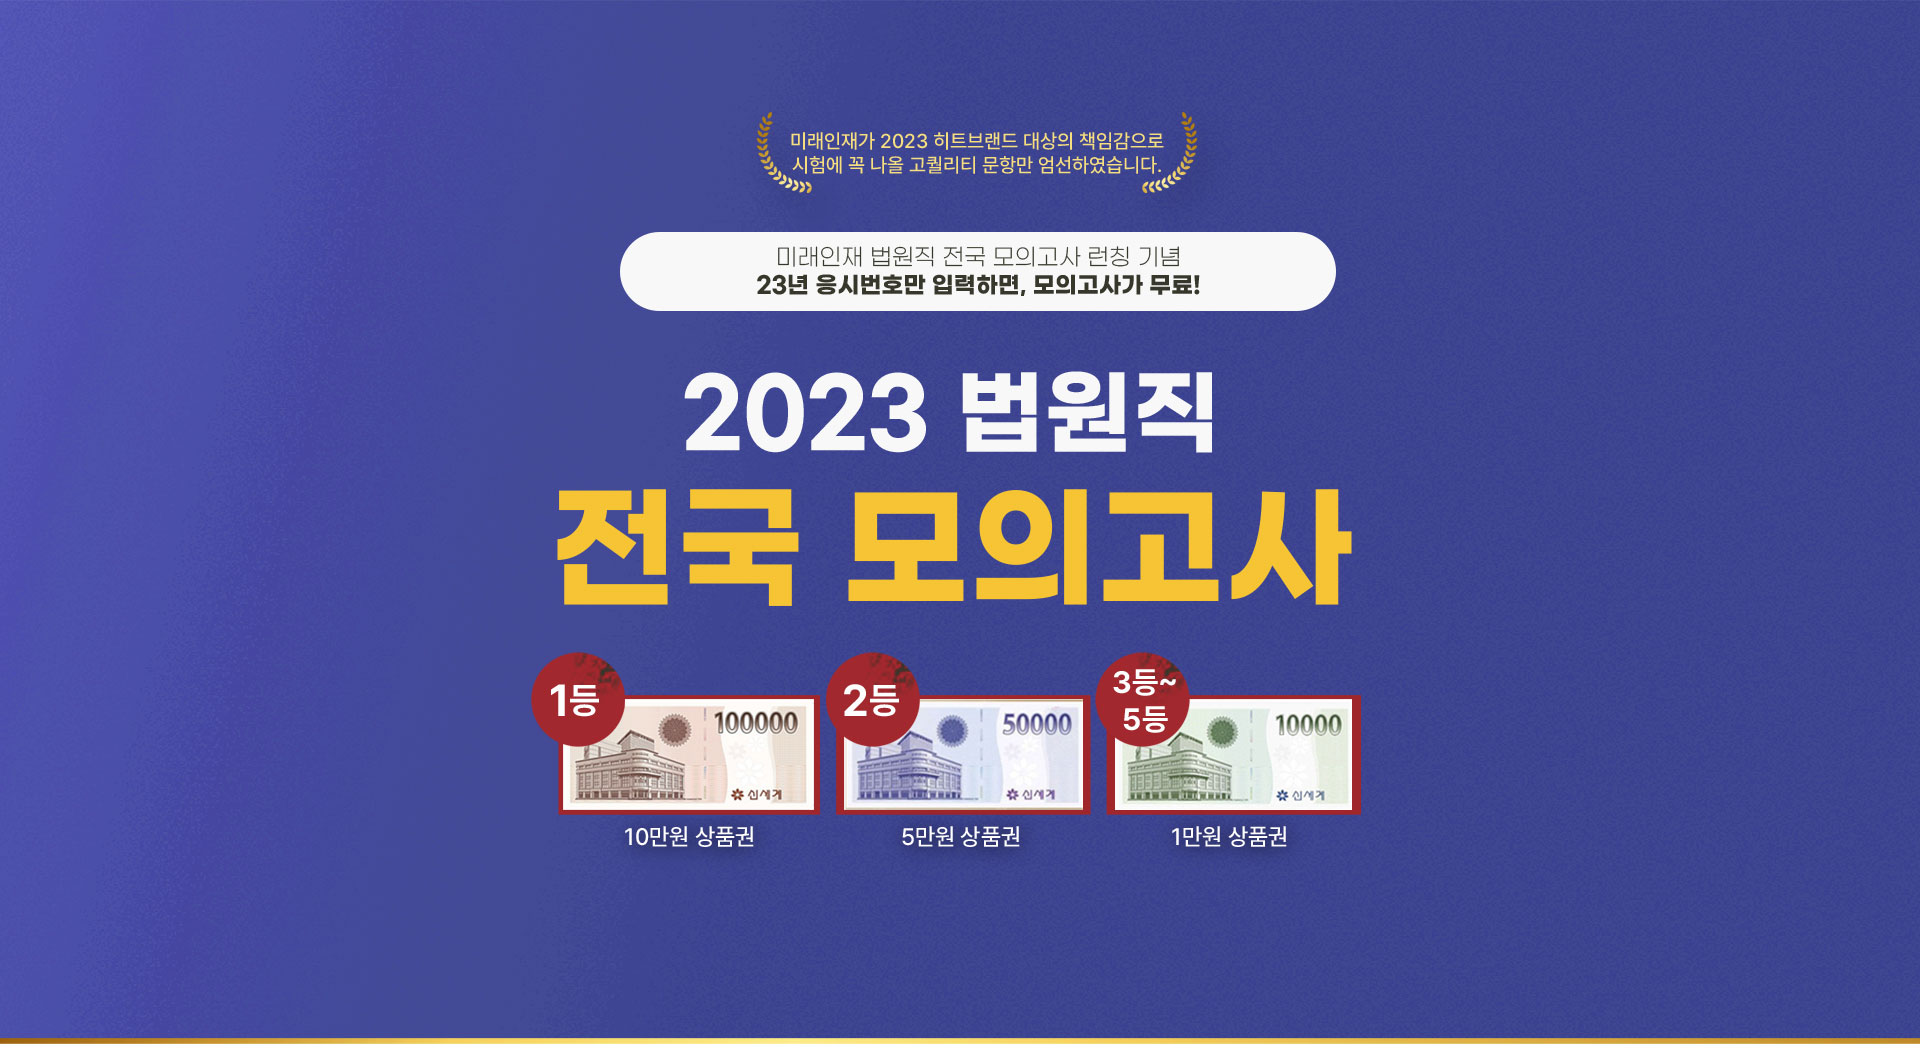 미래인재가 2023 히트브랜드 대상의 책임감으로
시험에 꼭 나올 고퀄리티 문항만 엄선하였습니다.
미래인재 법원직 전국 모의고사 런칭 기념
23년 응시번호만 입력하면, 모의고사가 무료!
2023 법원직
전국 모의고사
1등
100000
신세계
10만원 상품권
2등
50000
신세계
5만원 상품권
3등~
5등
10000
신세계
1만원 상품권